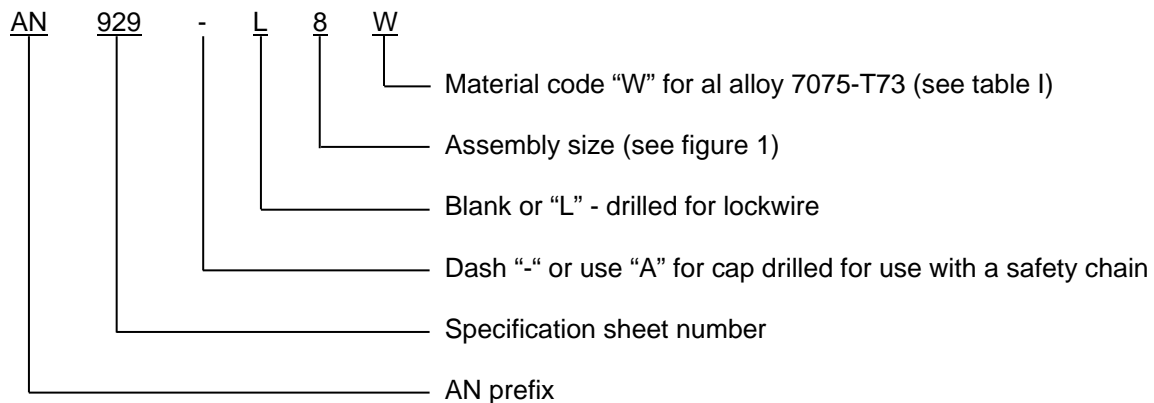 AN 929 - L 8 W
Material code “W” for al alloy 7075-T73 (see table I)
Assembly size (see figure 1)
Blank or “L” - drilled for lockwire
Dash “-“ or use “A” for cap drilled for use with a safety chain
Specification sheet number
AN prefix